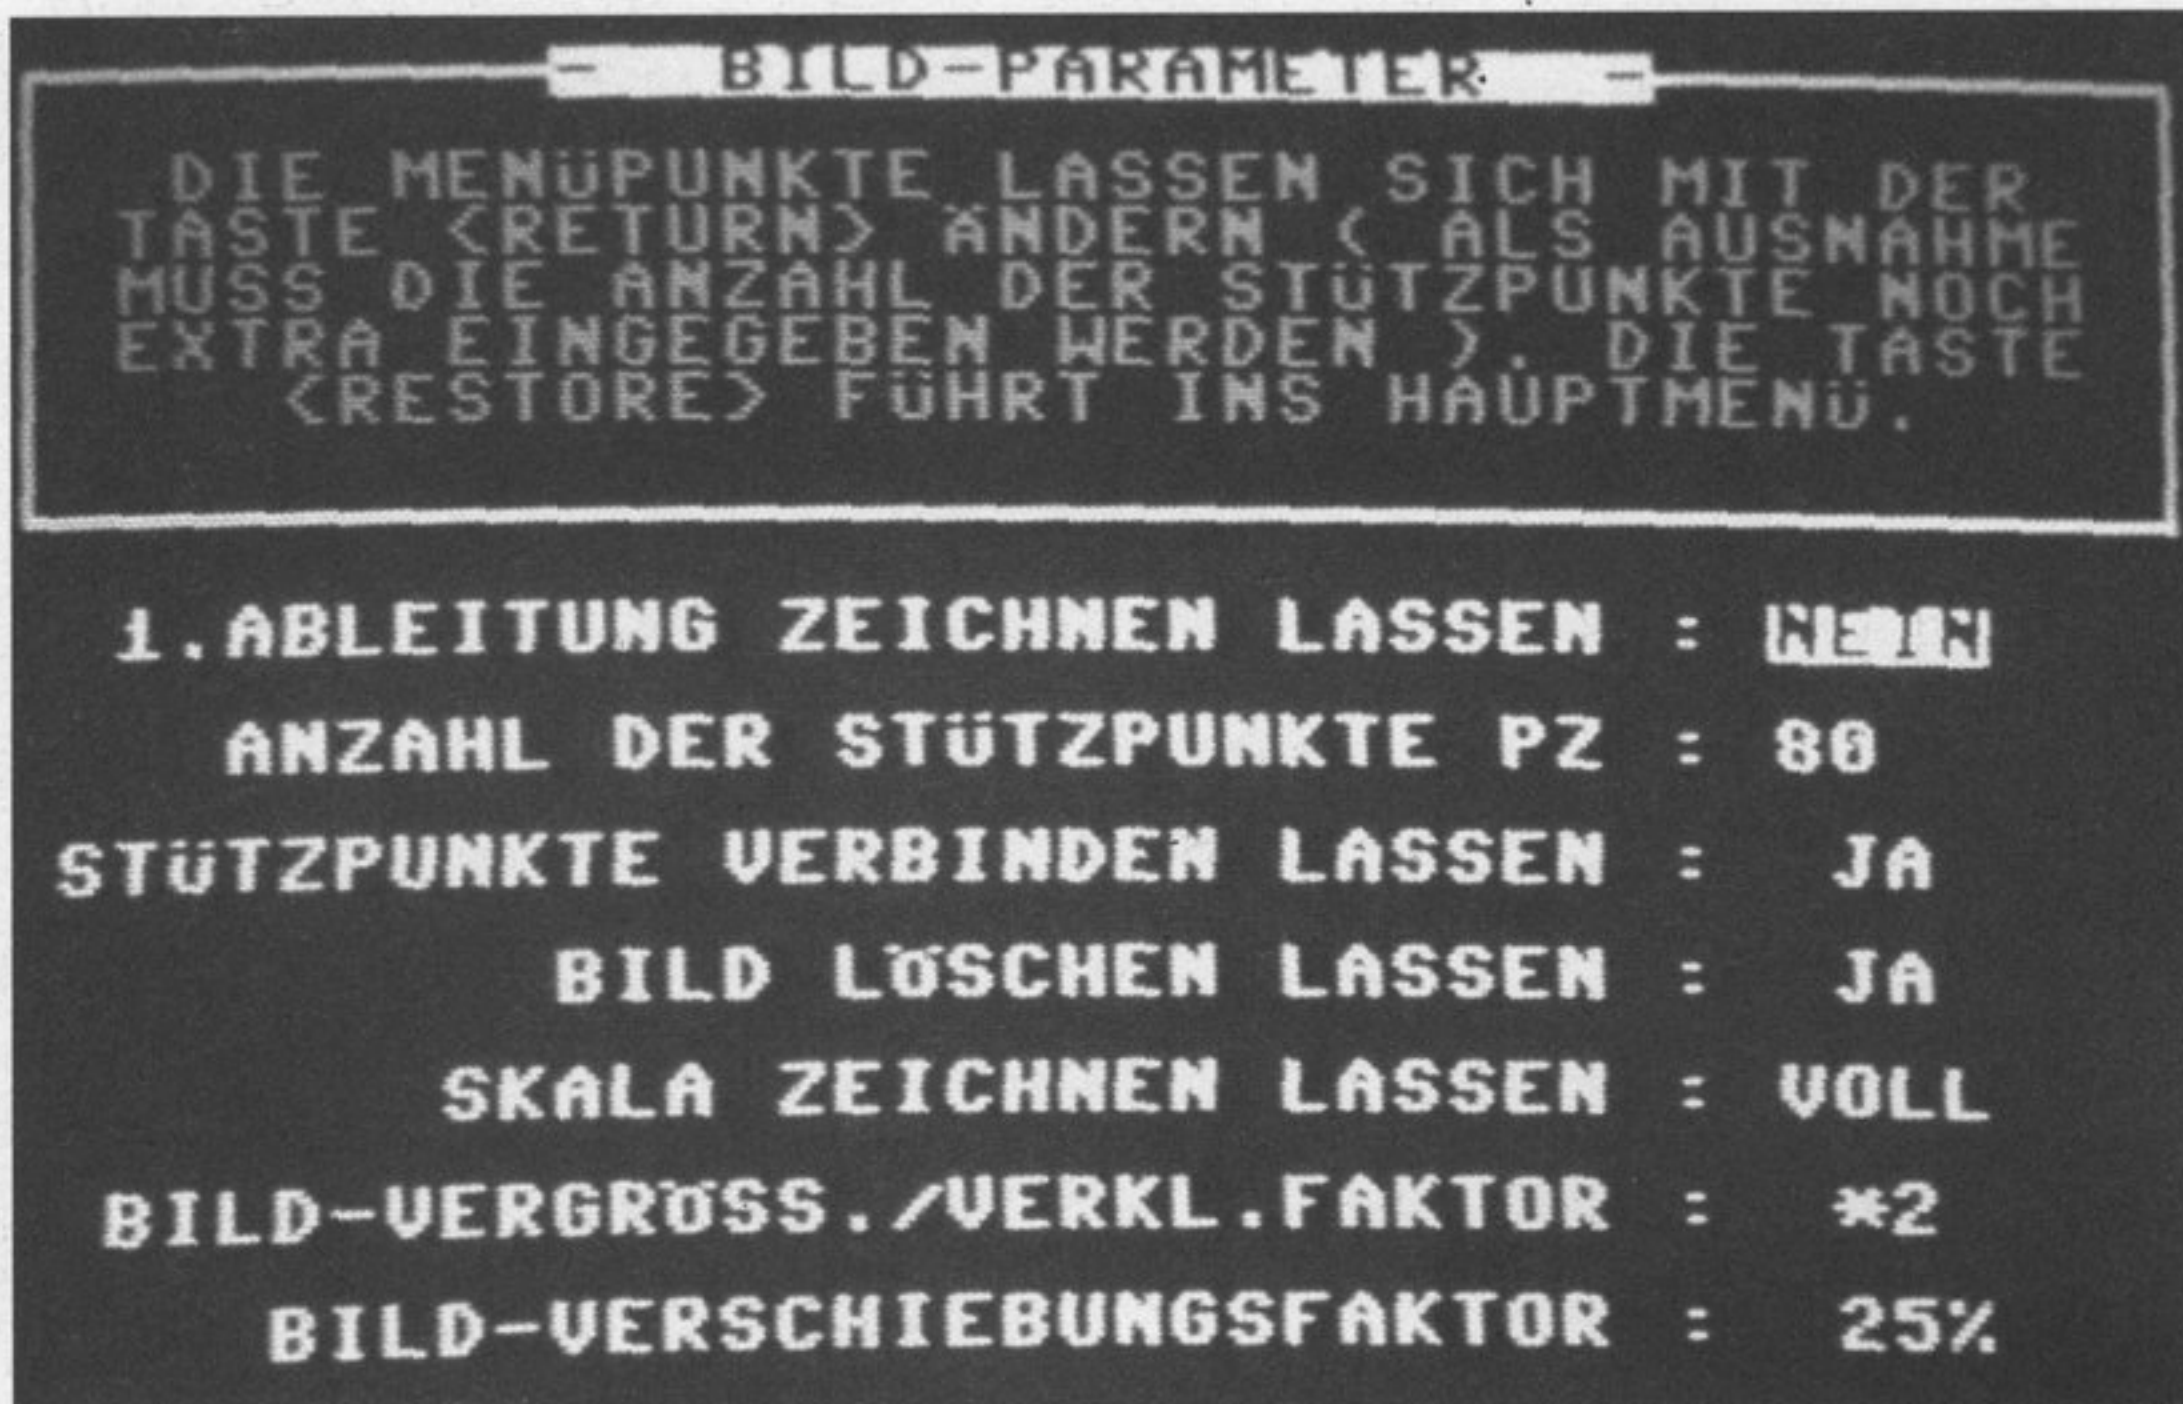 - BILD-PARAMETER -
DIE MENÜPUNKTE LASSEN SICH MIT DER
TASTE <RETURN> ÄNDERN ( ALS AUSNAHME
MUSS DIE ANZAHL DER STÜTZPUNKTE NOCH
EXTRA EINGEGEBEN WERDEN ). DIE TASTE
<RESTORE> FÜHRT INS HAUPTMENÜ.
1.ABLEITUNG ZEICHNEN LASSEN : NEIN
ANZAHL DER STÜTZPUNKTE PZ : 80
STÜTZPUNKTE VERBINDEN LASSEN : JA
BILD LÖSCHEN LASSEN : JA
SKALA ZEICHNEN LASSEN : VOLL
BILD-VERGRÖSS./VERKL.FAKTOR : *2
BILD-VERSCHIEBUNGSFAKTOR : 25%